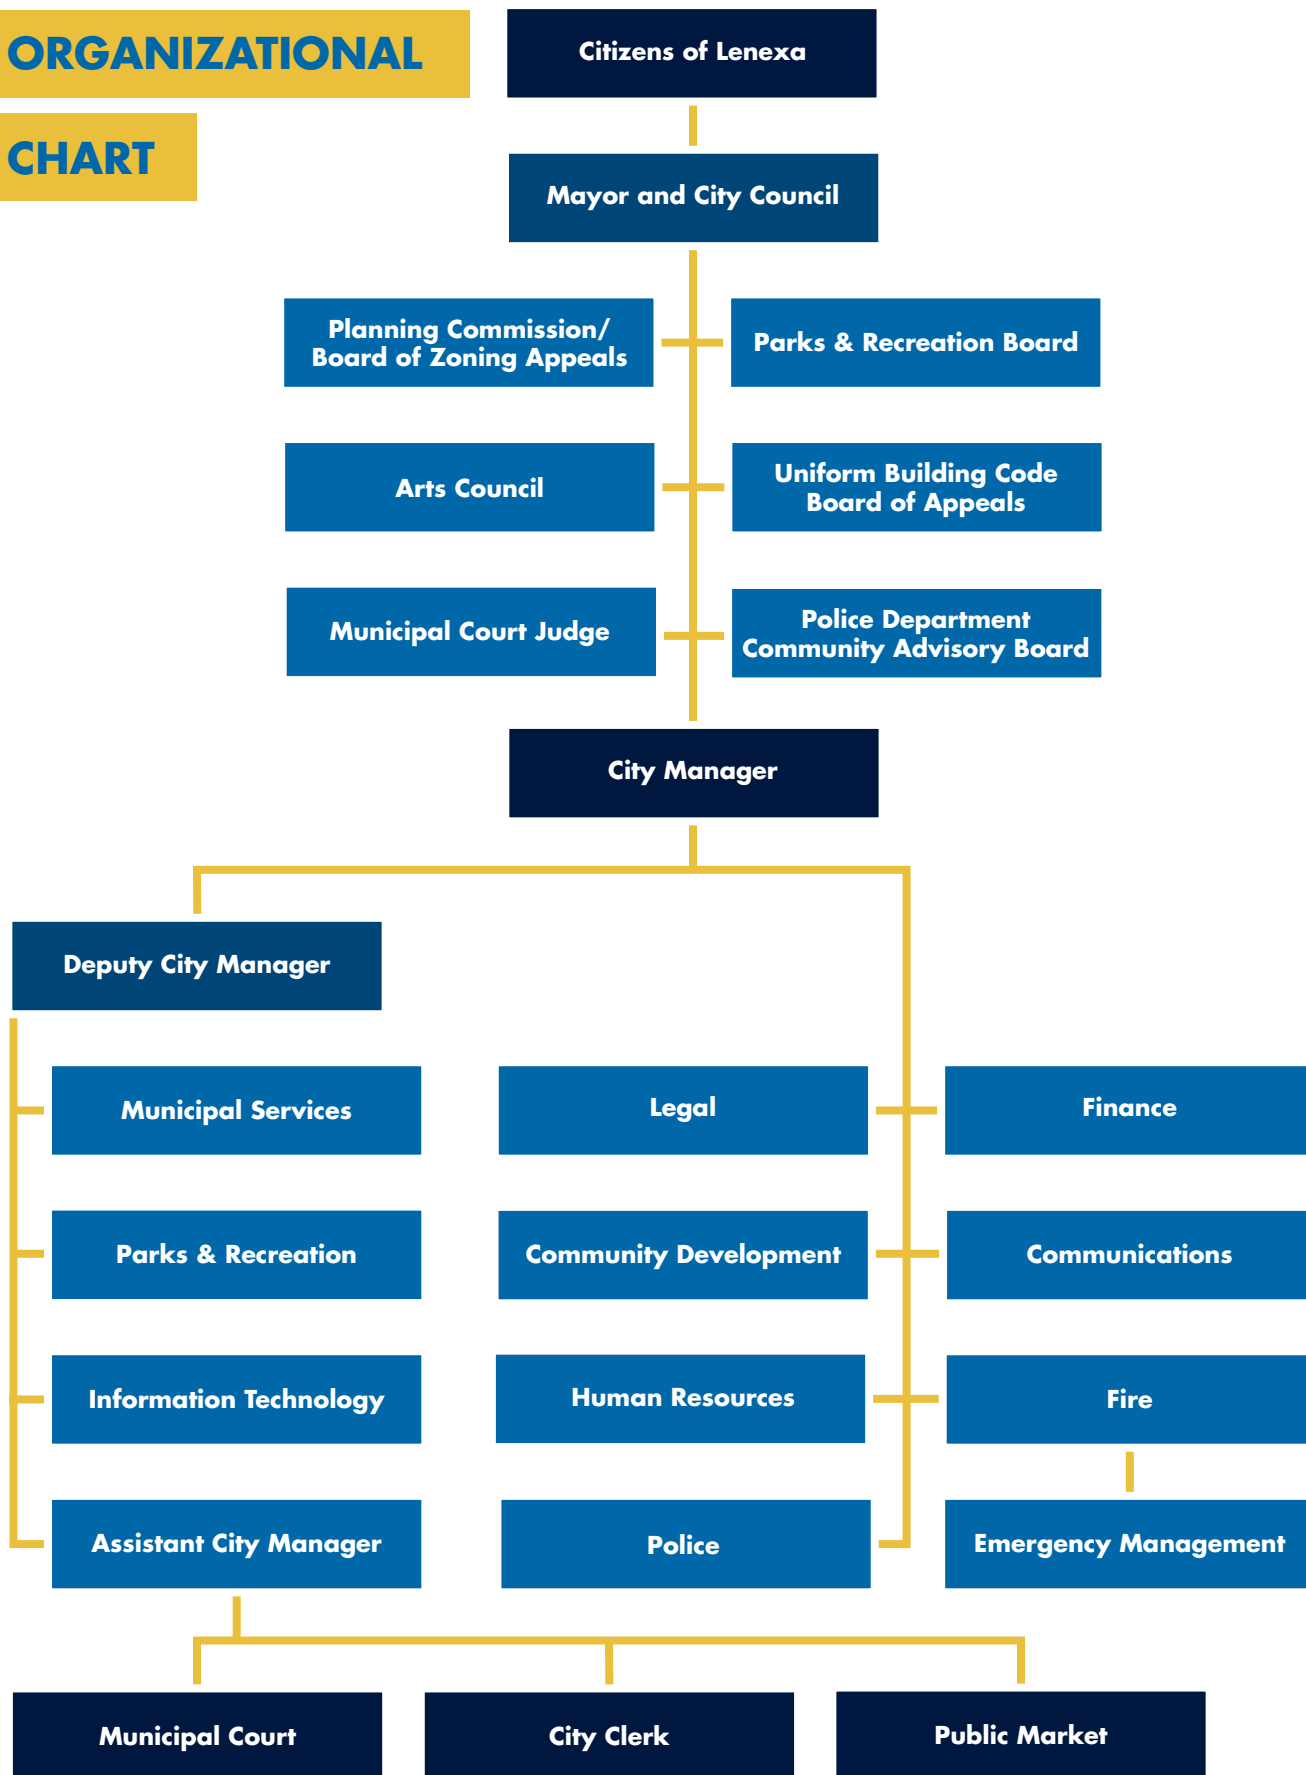 ORGANIZATIONAL
CHART
Citizens of Lenexa
Mayor and City Council
Planning Commission/
Board of Zoning Appeals
Parks & Recreation Board
Arts Council
Uniform Building Code
Board of Appeals
Municipal Court Judge
Police Department
Community Advisory Board
City Manager
Deputy City Manager
Municipal Services
Legal
Finance
Parks & Recreation
Community Development
Communications
Information Technology
Human Resources
Fire
Assistant City Manager
Police
Emergency Management
Municipal Court
City Clerk
Public Market